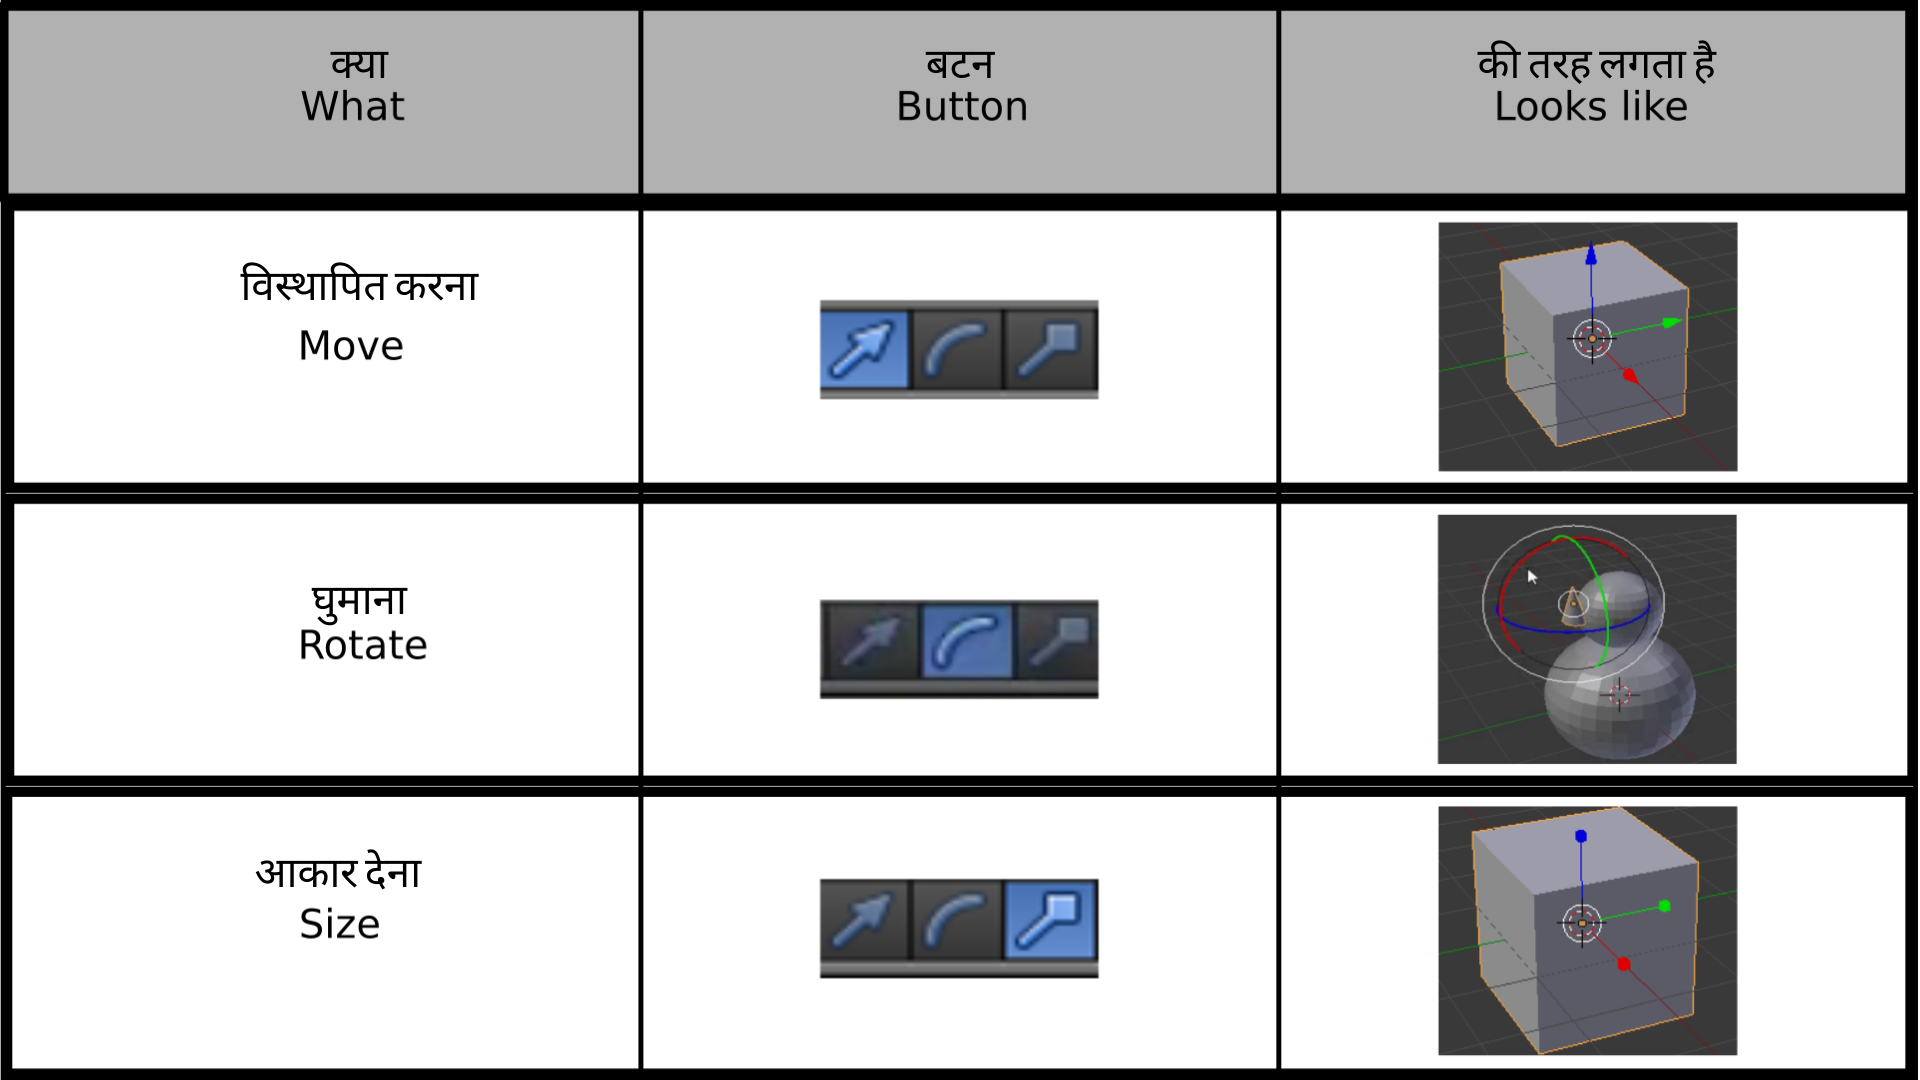 क्या
What
बटन
Button
की तरह लगता है
Looks like
विस्थापित करना
Move
घुमाना
Rotate
आकार देना
Size